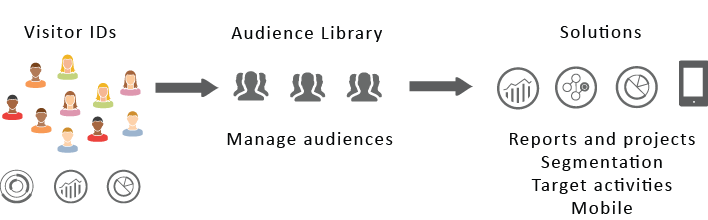 Visitor IDs
Audience Library
Solutions
Manage audiences
Reports and projects
Segmentation
Target activities
Mobile